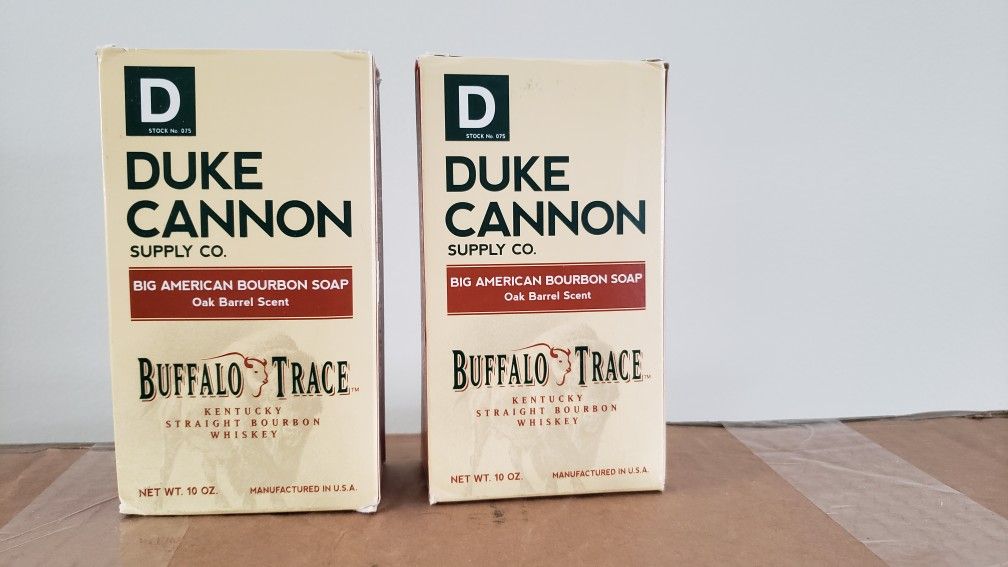 D
STOCK No. 075
DUKE
CANNON
SUPPLY CO.
BIG AMERICAN BOURBON SOAP
Oak Barrel Scent
BUFFALO TRACE™
KENTUCKY
STRAIGHT BOURBON
WHISKEY
NET WT. 10 OZ. MANUFACTURED IN U.S.A.
D
STOCK No. 075
DUKE
CANNON
SUPPLY CO.
BIG AMERICAN BOURBON SOAP
Oak Barrel Scent
BUFFALO TRACE™
KENTUCKY
STRAIGHT BOURBON
WHISKEY
NET WT. 10 OZ. MANUFACTURED IN U.S.A.